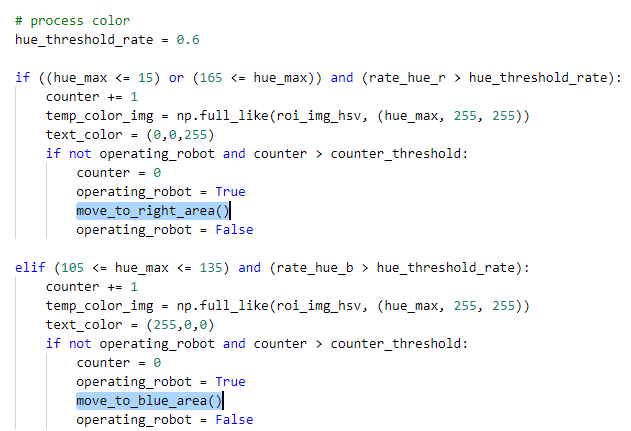 # process color
hue_threshold_rate = 0.6
if ((hue_max <= 15) or (165 <= hue_max)) and (rate_hue_r > hue_threshold_rate):
counter += 1
temp_color_img = np.full_like(roi_img_hsv, (hue_max, 255, 255))
text_color = (0,0,255)
if not operating_robot and counter > counter_threshold:
counter = 0
operating_robot = True
move_to_right_area()
operating_robot = False
elif (105 <= hue_max <= 135) and (rate_hue_b > hue_threshold_rate):
counter += 1
temp_color_img = np.full_like(roi_img_hsv, (hue_max, 255, 255))
text_color = (255,0,0)
if not operating_robot and counter > counter_threshold:
counter = 0
operating_robot = True
move_to_blue_area()
operating_robot = False